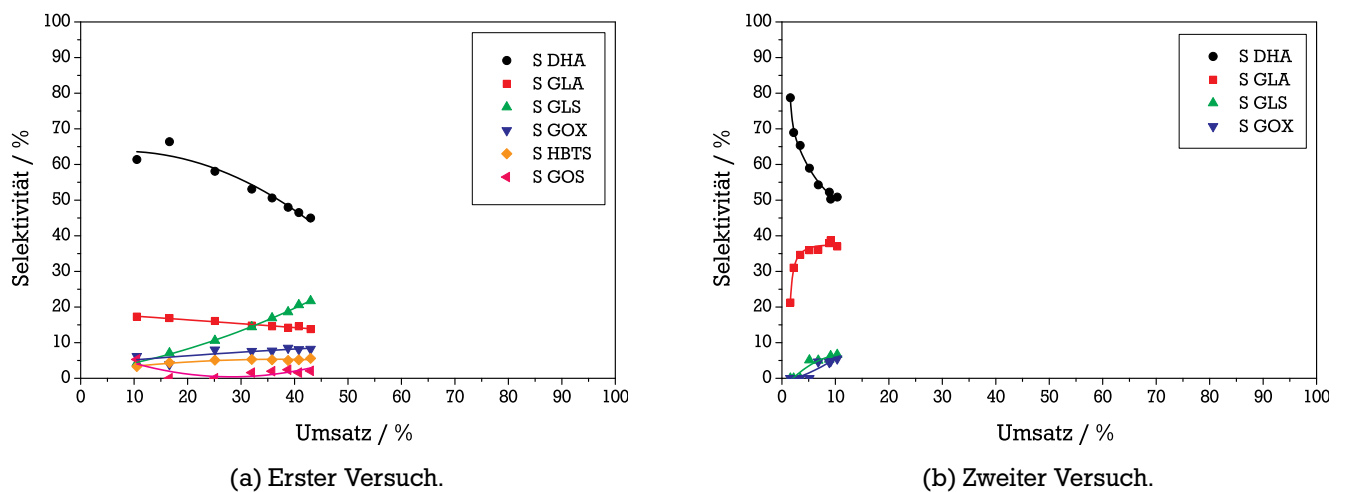 100
90
80
70
60
50
40
30
20
10
0
Selektivität / %
0 10 20 30 40 50 60 70 80 90 100
Umsatz / %
S DHA
S GLA
S GLS
S GOX
S HBTS
S GOS
(a) Erster Versuch.
100
90
80
70
60
50
40
30
20
10
0
Selektivität / %
0 10 20 30 40 50 60 70 80 90 100
Umsatz / %
S DHA
S GLA
S GLS
S GOX
(b) Zweiter Versuch.